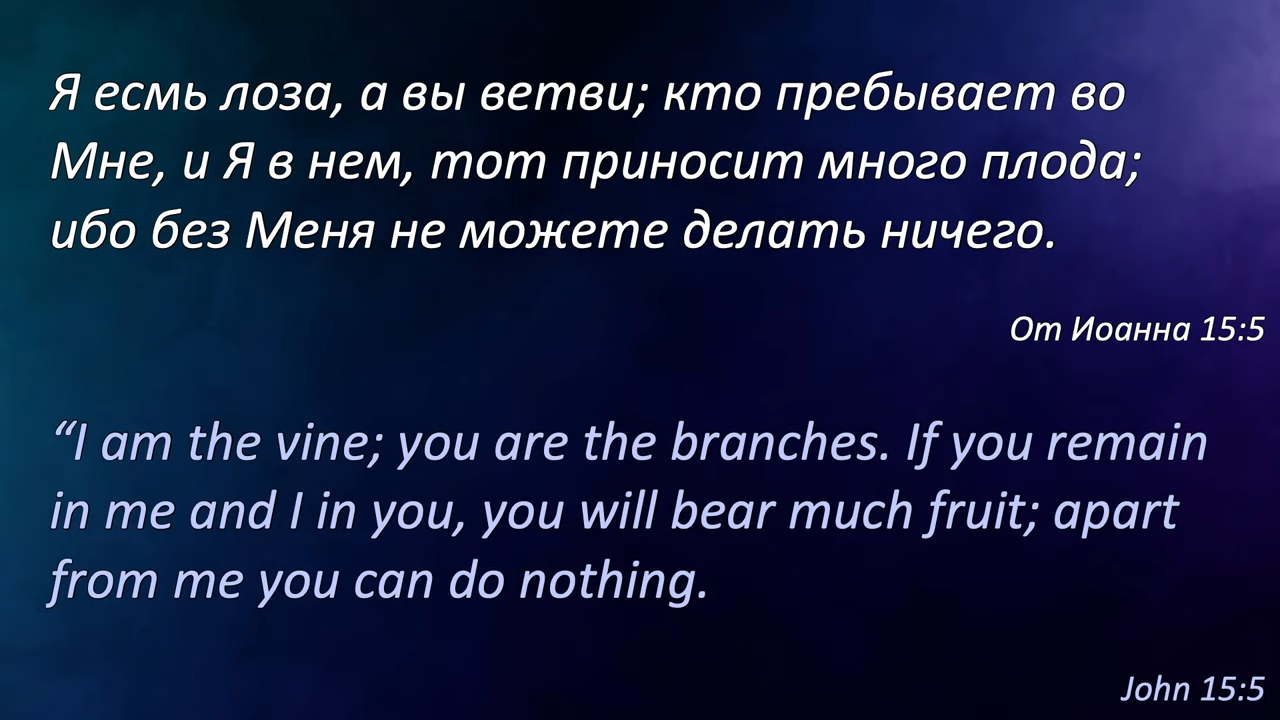 Я есмь лоза, а вы ветви; кто пребывает во
Мне, и Я в нем, тот приносит много плода;
ибо без Меня не можете делать ничего.
От Иоанна 15:5
“I am the vine; you are the branches. If you remain
in me and I in you, you will bear much fruit; apart
from me you can do nothing.
John 15:5